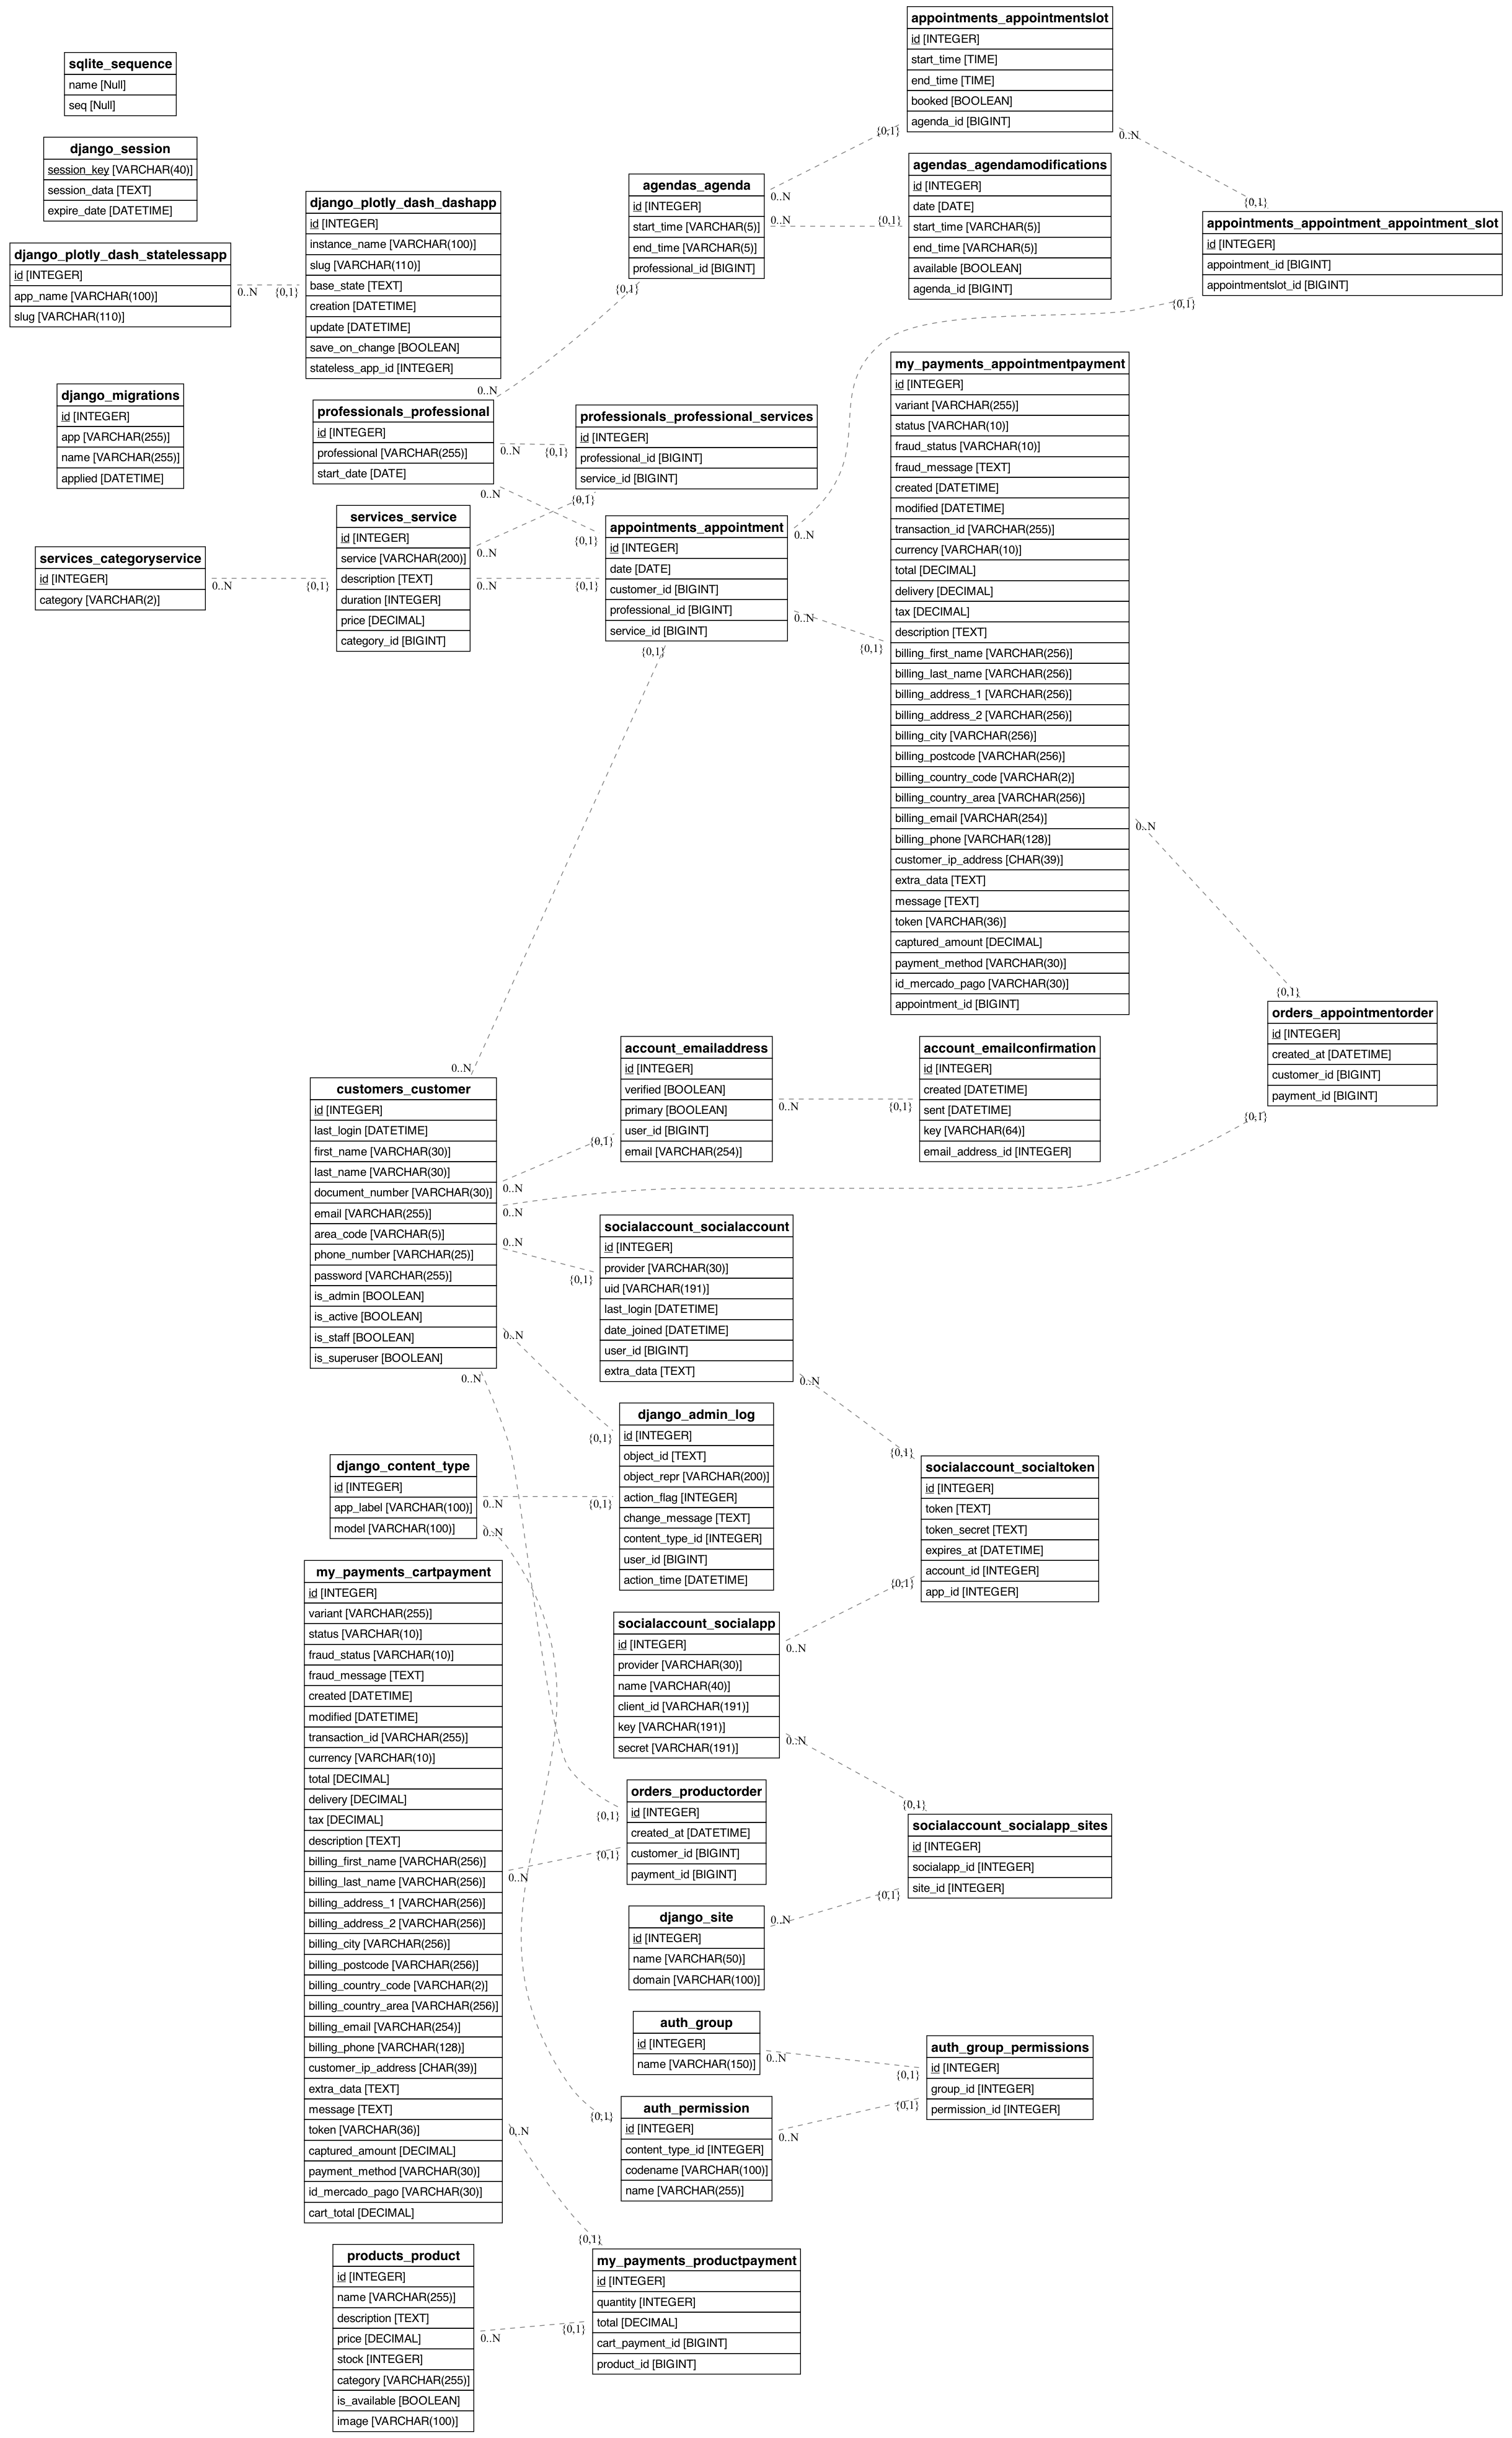 sqlite_sequence
name [Null]
seq [Null]
django_session
session_key [VARCHAR(40)]
session_data [TEXT]
expire_date [DATETIME]
django_plotly_dash_statelessapp
id [INTEGER]
app_name [VARCHAR(100)]
slug [VARCHAR(110)]
0..N
{0,1}
django_plotly_dash_dashapp
id [INTEGER]
instance_name [VARCHAR(100)]
slug [VARCHAR(110)]
base_state [TEXT]
creation [DATETIME]
update [DATETIME]
save_on_change [BOOLEAN]
stateless_app_id [INTEGER]
agendas_agenda
id [INTEGER]
start_time [VARCHAR(5)]
end_time [VARCHAR(5)]
professional_id [BIGINT]
0..N
{0,1}
0..N
{0,1}
{0,1}
0..N
appointments_appointmentslot
id [INTEGER]
start_time [TIME]
end_time [TIME]
booked [BOOLEAN]
agenda_id [BIGINT]
0..N
{0,1}
agendas_agendamodifications
id [INTEGER]
date [DATE]
start_time [VARCHAR(5)]
end_time [VARCHAR(5)]
available [BOOLEAN]
agenda_id [BIGINT]
appointments_appointment_appointment_slot
id [INTEGER]
appointment_id [BIGINT]
appointmentslot_id [BIGINT]
{0,1}
django_migrations
id [INTEGER]
app [VARCHAR(255)]
name [VARCHAR(255)]
applied [DATETIME]
professionals_professional
id [INTEGER]
professional [VARCHAR(255)]
start_date [DATE]
0..N
{0,1}
0..N
{0,1}
professionals_professional_services
id [INTEGER]
professional_id [BIGINT]
service_id [BIGINT]
{0,1}
services_categoryservice
id [INTEGER]
category [VARCHAR(2)]
0..N
{0,1}
services_service
id [INTEGER]
service [VARCHAR(200)]
description [TEXT]
duration [INTEGER]
price [DECIMAL]
category_id [BIGINT]
0..N
0..N
{0,1}
appointments_appointment
id [INTEGER]
date [DATE]
customer_id [BIGINT]
professional_id [BIGINT]
service_id [BIGINT]
0..N
0..N
{0,1}
{0,1}
my_payments_appointmentpayment
id [INTEGER]
variant [VARCHAR(255)]
status [VARCHAR(10)]
fraud_status [VARCHAR(10)]
fraud_message [TEXT]
created [DATETIME]
modified [DATETIME]
transaction_id [VARCHAR(255)]
currency [VARCHAR(10)]
total [DECIMAL]
delivery [DECIMAL]
tax [DECIMAL]
description [TEXT]
billing_first_name [VARCHAR(256)]
billing_last_name [VARCHAR(256)]
billing_address_1 [VARCHAR(256)]
billing_address_2 [VARCHAR(256)]
billing_city [VARCHAR(256)]
billing_postcode [VARCHAR(256)]
billing_country_code [VARCHAR(2)]
billing_country_area [VARCHAR(256)]
billing_email [VARCHAR(254)]
billing_phone [VARCHAR(128)]
customer_ip_address [CHAR(39)]
extra_data [TEXT]
message [TEXT]
token [VARCHAR(36)]
captured_amount [DECIMAL]
payment_method [VARCHAR(30)]
id_mercado_pago [VARCHAR(30)]
appointment_id [BIGINT]
0..N
{0,1}
orders_appointmentorder
id [INTEGER]
created_at [DATETIME]
customer_id [BIGINT]
payment_id [BIGINT]
{0,1}
0..N
customers_customer
id [INTEGER]
last_login [DATETIME]
first_name [VARCHAR(30)]
last_name [VARCHAR(30)]
document_number [VARCHAR(30)]
email [VARCHAR(255)]
area_code [VARCHAR(5)]
phone_number [VARCHAR(25)]
password [VARCHAR(255)]
is_admin [BOOLEAN]
is_active [BOOLEAN]
is_staff [BOOLEAN]
is_superuser [BOOLEAN]
0..N
0..N
0..N
0..N
0..N
{0,1}
account_emailaddress
id [INTEGER]
verified [BOOLEAN]
primary [BOOLEAN]
user_id [BIGINT]
email [VARCHAR(254)]
0..N
{0,1}
account_emailconfirmation
id [INTEGER]
created [DATETIME]
sent [DATETIME]
key [VARCHAR(64)]
email_address_id [INTEGER]
{0,1}
socialaccount_socialaccount
id [INTEGER]
provider [VARCHAR(30)]
uid [VARCHAR(191)]
last_login [DATETIME]
date_joined [DATETIME]
user_id [BIGINT]
extra_data [TEXT]
0..N
{0,1}
{0,1}
django_admin_log
id [INTEGER]
object_id [TEXT]
object_repr [VARCHAR(200)]
action_flag [INTEGER]
change_message [TEXT]
content_type_id [INTEGER]
user_id [BIGINT]
action_time [DATETIME]
socialaccount_socialtoken
id [INTEGER]
token [TEXT]
token_secret [TEXT]
expires_at [DATETIME]
account_id [INTEGER]
app_id [INTEGER]
django_content_type
id [INTEGER]
app_label [VARCHAR(100)]
model [VARCHAR(100)]
0..N
{0,1}
0..N
my_payments_cartpayment
id [INTEGER]
variant [VARCHAR(255)]
status [VARCHAR(10)]
fraud_status [VARCHAR(10)]
fraud_message [TEXT]
created [DATETIME]
modified [DATETIME]
transaction_id [VARCHAR(255)]
currency [VARCHAR(10)]
total [DECIMAL]
delivery [DECIMAL]
tax [DECIMAL]
description [TEXT]
billing_first_name [VARCHAR(256)]
billing_last_name [VARCHAR(256)]
billing_address_1 [VARCHAR(256)]
billing_address_2 [VARCHAR(256)]
billing_city [VARCHAR(256)]
billing_postcode [VARCHAR(256)]
billing_country_code [VARCHAR(2)]
billing_country_area [VARCHAR(256)]
billing_email [VARCHAR(254)]
billing_phone [VARCHAR(128)]
customer_ip_address [CHAR(39)]
extra_data [TEXT]
message [TEXT]
token [VARCHAR(36)]
captured_amount [DECIMAL]
payment_method [VARCHAR(30)]
id_mercado_pago [VARCHAR(30)]
cart_total [DECIMAL]
0..N
0..N
socialaccount_socialapp
id [INTEGER]
provider [VARCHAR(30)]
name [VARCHAR(40)]
client_id [VARCHAR(191)]
key [VARCHAR(191)]
secret [VARCHAR(191)]
{0,1}
0..N
0..N
{0,1}
orders_productorder
id [INTEGER]
created_at [DATETIME]
customer_id [BIGINT]
payment_id [BIGINT]
{0,1}
{0,1}
socialaccount_socialapp_sites
id [INTEGER]
socialapp_id [INTEGER]
site_id [INTEGER]
django_site
id [INTEGER]
name [VARCHAR(50)]
domain [VARCHAR(100)]
0..N
{0,1}
auth_group
id [INTEGER]
name [VARCHAR(150)]
0..N
{0,1}
auth_group_permissions
id [INTEGER]
group_id [INTEGER]
permission_id [INTEGER]
auth_permission
id [INTEGER]
content_type_id [INTEGER]
codename [VARCHAR(100)]
name [VARCHAR(255)]
{0,1}
0..N
{0,1}
products_product
id [INTEGER]
name [VARCHAR(255)]
description [TEXT]
price [DECIMAL]
stock [INTEGER]
category [VARCHAR(255)]
is_available [BOOLEAN]
image [VARCHAR(100)]
0..N
{0,1}
{0,1}
my_payments_productpayment
id [INTEGER]
quantity [INTEGER]
total [DECIMAL]
cart_payment_id [BIGINT]
product_id [BIGINT]